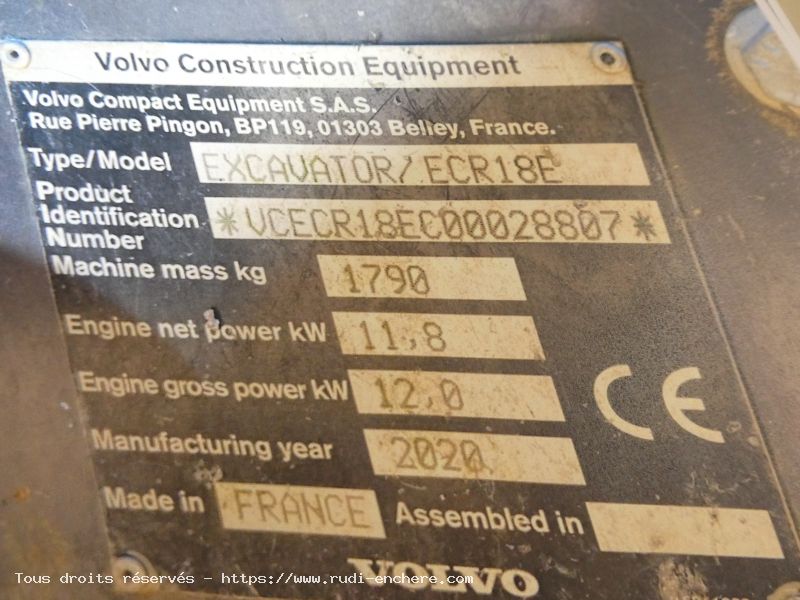 Volvo Construction Equipment
Volvo Compact Equipment S.A.S.
Rue Pierre Pingon, BP119, 01303 Belley, France.
Type/Model EXCAVATOR/ ECR18E
Product
Identification *VCECR18EC00028807*
Number
Machine mass kg 1790
Engine net power kW 11,8
Engine gross power kW 12,0
Manufacturing year 2020
Made in FRANCE Assembled in
CE
VOLVO
Tous droits réservés - https://www.rudi-enchere.com